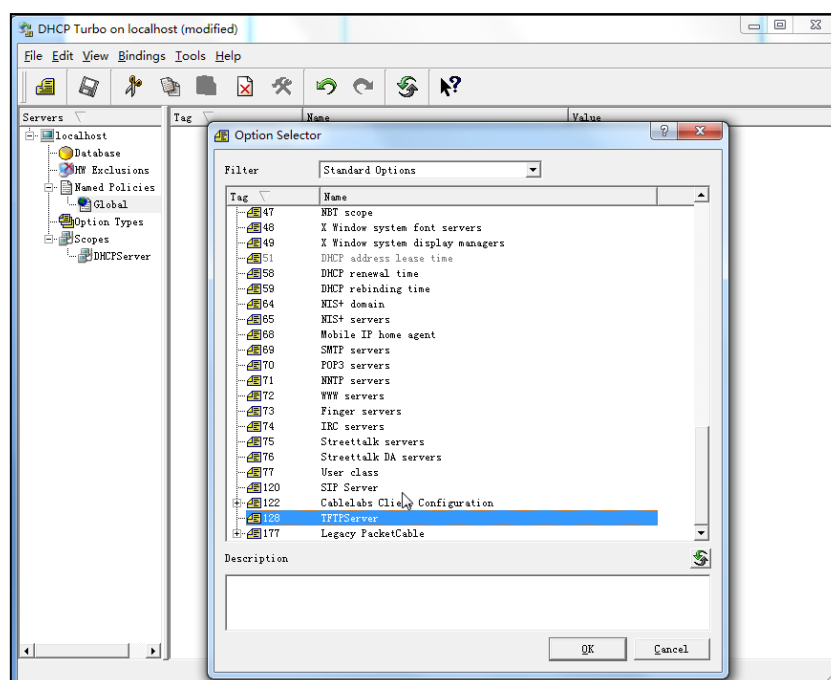 DHCP Turbo on localhost (modified)
File Edit View Bindings Tools Help
Servers Tag Name Value
localhost
Database
HW Exclusions
Named Policies
Global
Option Types
Scopes
DHCPServer
Option Selector
Filter Standard Options
Tag Name
47 NBT scope
48 X Window system font servers
49 X Window system display managers
51 DHCP address lease time
58 DHCP renewal time
59 DHCP rebinding time
64 NIS+ domain
65 NIS+ servers
68 Mobile IP home agent
69 SMTP servers
70 POP3 servers
71 NNTP servers
72 WWW servers
73 Finger servers
74 IRC servers
75 Streettalk servers
76 Streettalk DA servers
77 User class
120 SIP Server
122 Cablelabs Client Configuration
128 TFTPServer
177 Legacy PacketCable
Description
OK Cancel